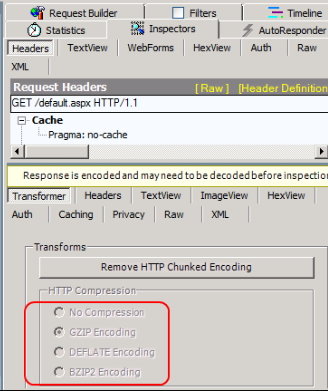 Request Builder Filters Timeline
Statistics Inspectors AutoResponder
Headers TextView WebForms HexView Auth Raw
XML
Request Headers [Raw] [Header Definition
GET /default.aspx HTTP/1.1
Cache
Pragma: no-cache
Response is encoded and may need to be decoded before inspectio
Transformer Headers TextView ImageView HexView
Auth Caching Privacy Raw XML
Transforms
Remove HTTP Chunked Encoding
HTTP Compression
No Compression
GZIP Encoding
DEFLATE Encoding
BZIP2 Encoding